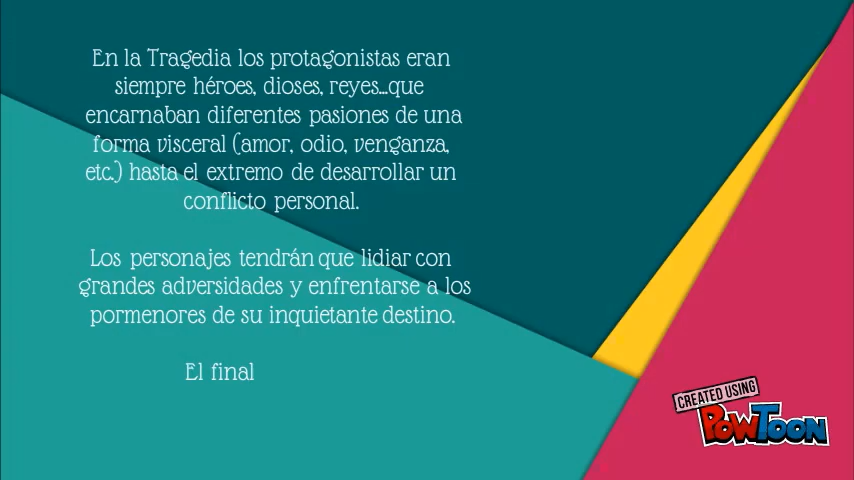 En la Tragedia los protagonistas eran
siempre héroes, dioses, reyes...que
encarnaban diferentes pasiones de una
forma visceral (amor, odio, venganza,
etc.) hasta el extremo de desarrollar un
conflicto personal.
Los personajes tendrán que lidiar con
grandes adversidades y enfrentarse a los
pormenores de su inquietante destino.
El final
CREATED USING
POWTOON